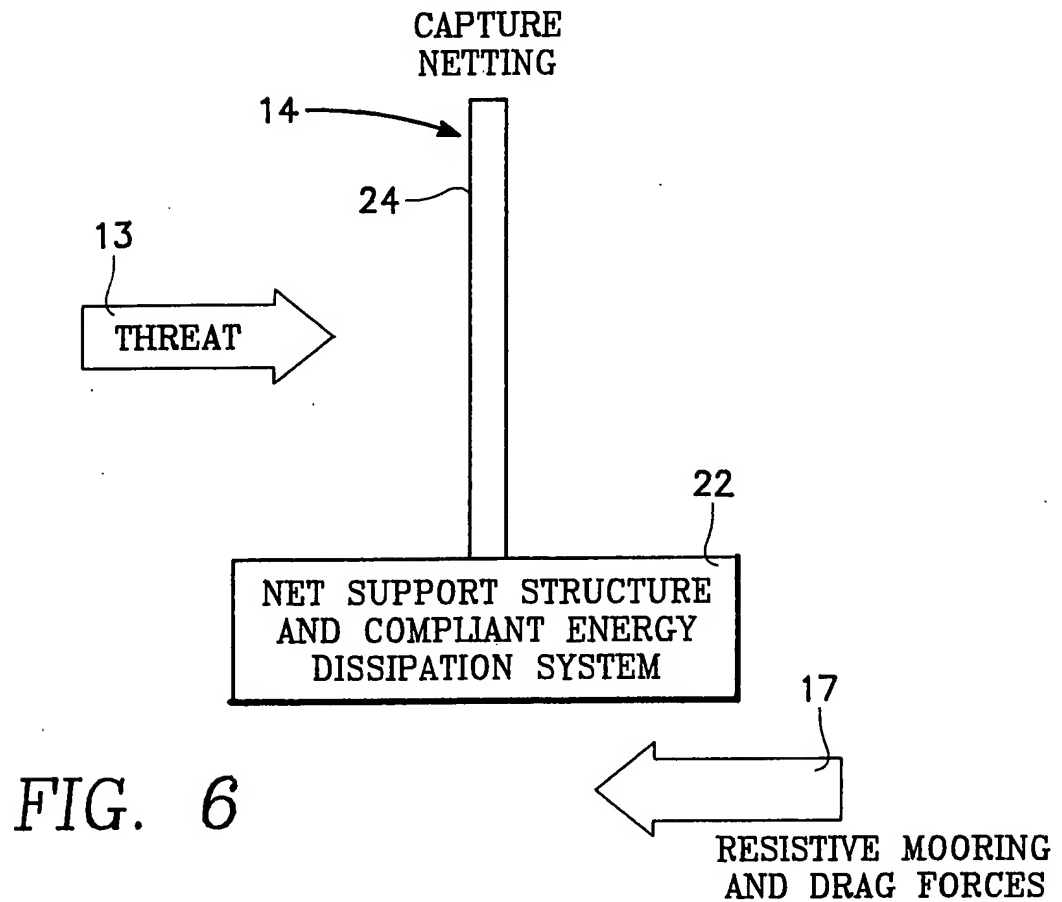 CAPTURE
NETTING
14
24
13
THREAT
22
NET SUPPORT STRUCTURE
AND COMPLIANT ENERGY
DISSIPATION SYSTEM
17
FIG. 6
RESISTIVE MOORING
AND DRAG FORCES